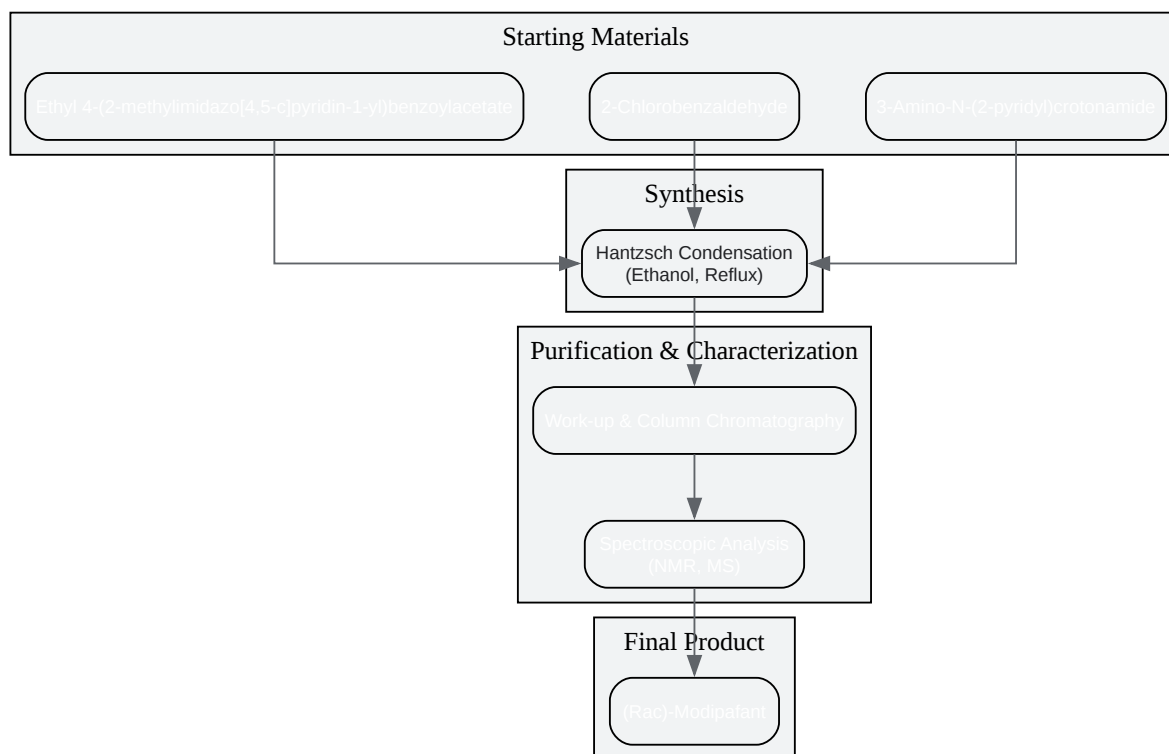 Starting Materials
Ethyl 4-(2-methylimidazo[4,5-c]pyridin-1-yl)benzoylacetate
2-Chlorobenzaldehyde
3-Amino-N-(2-pyridyl)crotonamide
Synthesis
Hantzsch Condensation
(Ethanol, Reflux)
Purification & Characterization
Work-up & Column Chromatography
Spectroscopic Analysis
(NMR, MS)
Final Product
(Rac)-Modipafant